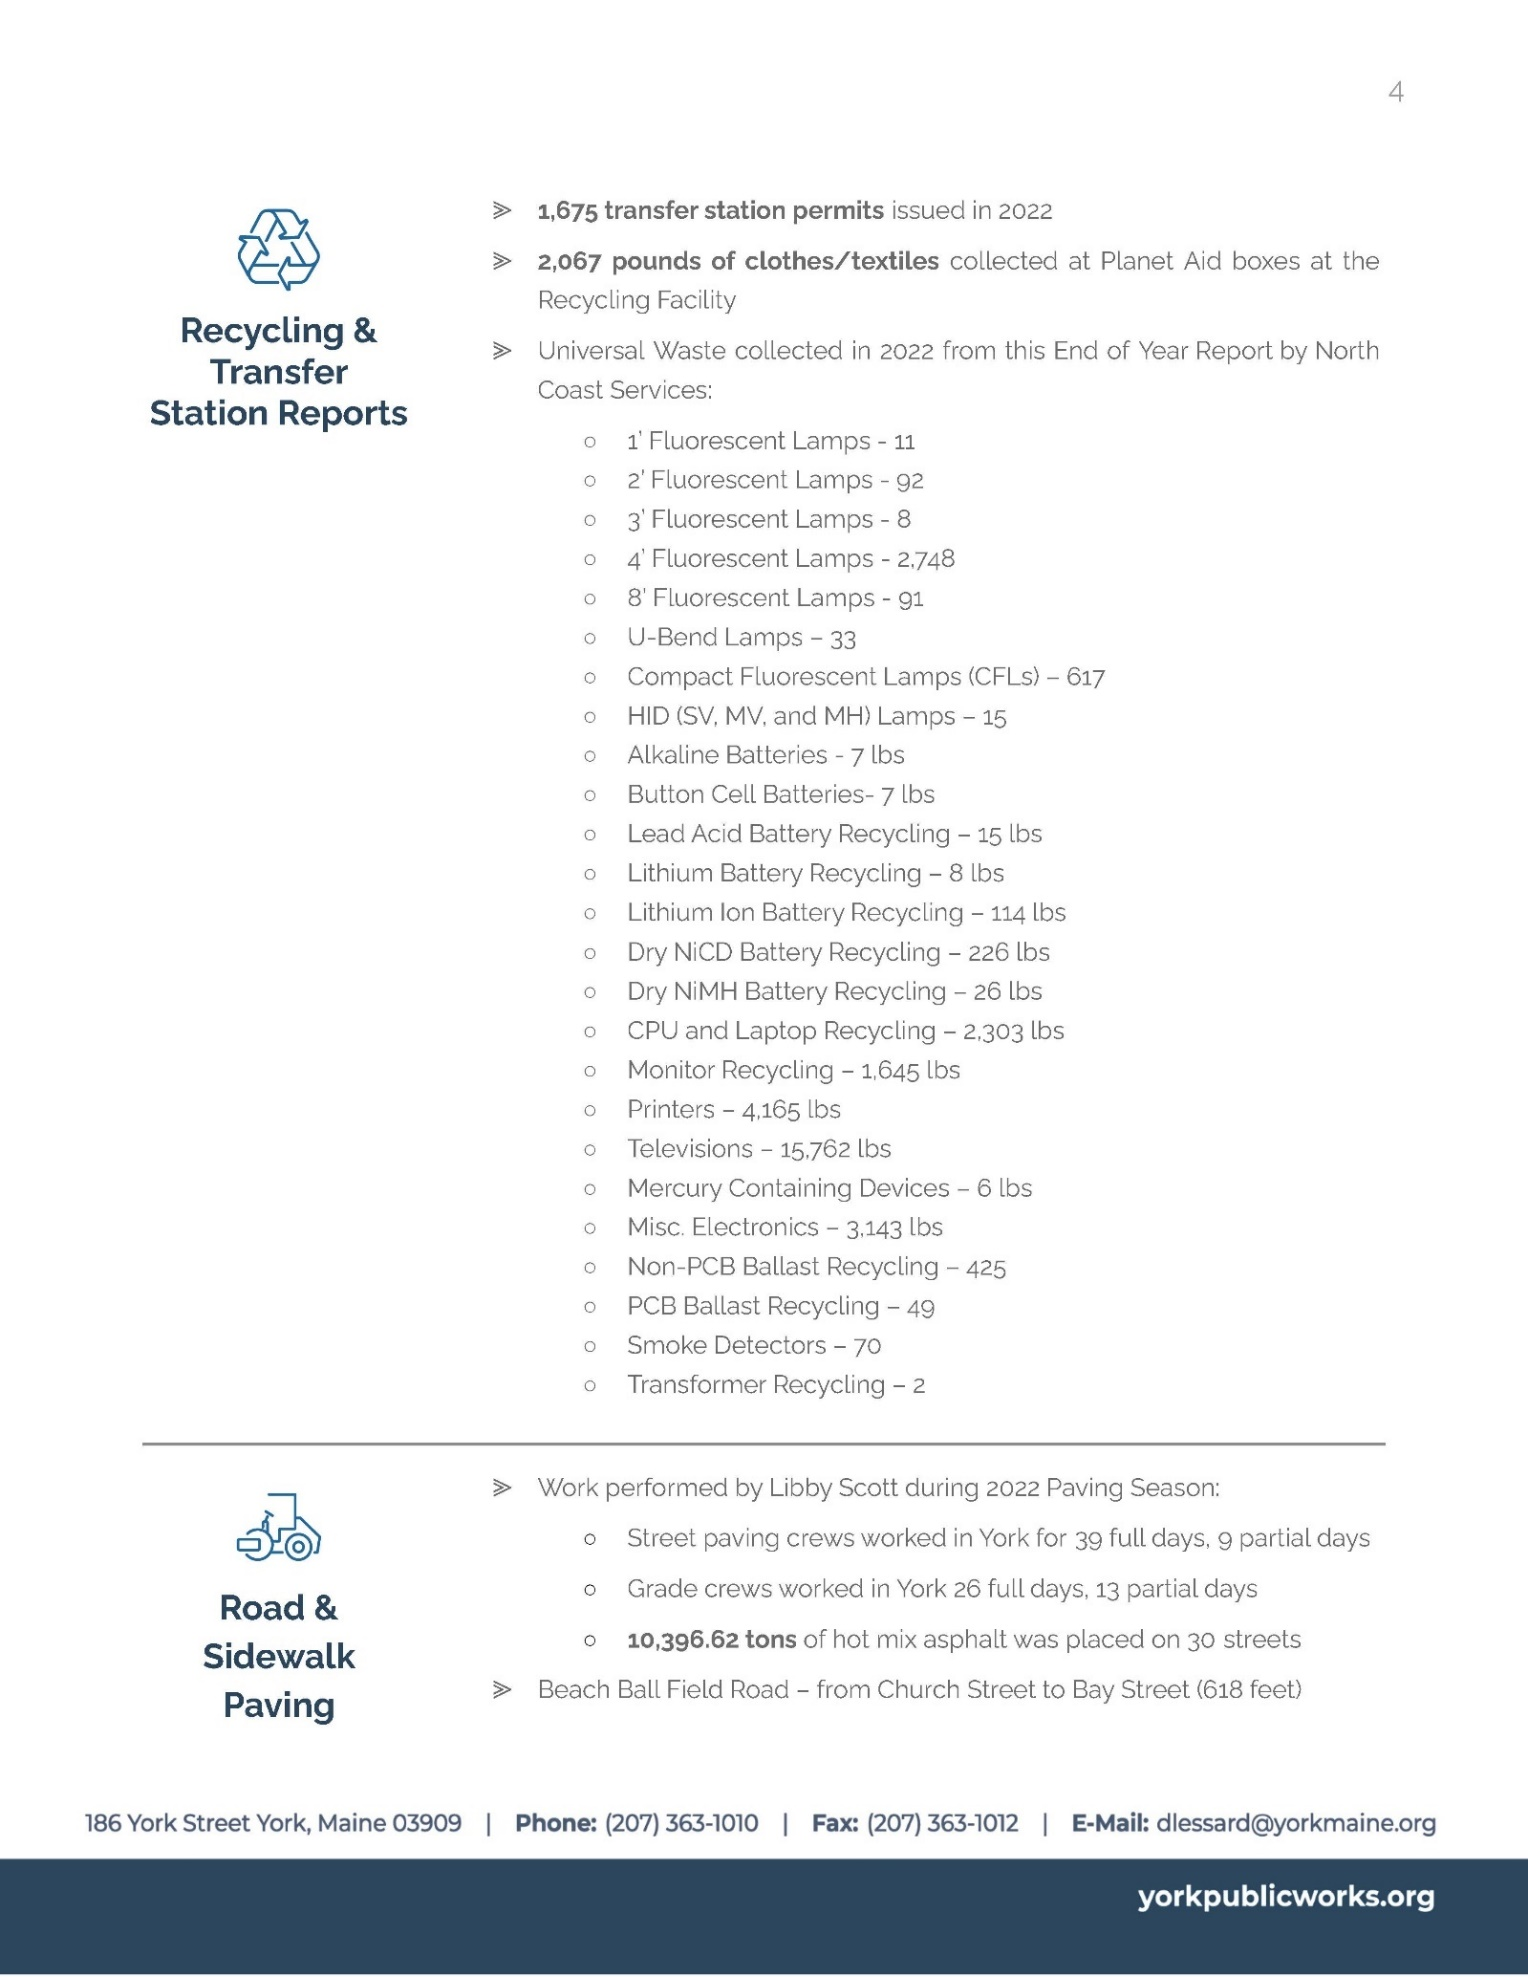 4
Recycling &
Transfer
Station Reports
⪢ 1,675 transfer station permits issued in 2022
⪢ 2,067 pounds of clothes/textiles collected at Planet Aid boxes at the
Recycling Facility
⪢ Universal Waste collected in 2022 from this End of Year Report by North
Coast Services:
○ 1' Fluorescent Lamps - 11
○ 2' Fluorescent Lamps - 92
○ 3' Fluorescent Lamps - 8
○ 4' Fluorescent Lamps - 2,748
○ 8' Fluorescent Lamps - 91
○ U-Bend Lamps – 33
○ Compact Fluorescent Lamps (CFLs) – 617
○ HID (SV, MV, and MH) Lamps – 15
○ Alkaline Batteries - 7 lbs
○ Button Cell Batteries- 7 lbs
○ Lead Acid Battery Recycling – 15 lbs
○ Lithium Battery Recycling – 8 lbs
○ Lithium Ion Battery Recycling – 114 lbs
○ Dry NiCD Battery Recycling – 226 lbs
○ Dry NiMH Battery Recycling – 26 lbs
○ CPU and Laptop Recycling – 2,303 lbs
○ Monitor Recycling – 1,645 lbs
○ Printers – 4,165 lbs
○ Televisions – 15,762 lbs
○ Mercury Containing Devices – 6 lbs
○ Misc. Electronics – 3,143 lbs
○ Non-PCB Ballast Recycling – 425
○ PCB Ballast Recycling – 49
○ Smoke Detectors – 70
○ Transformer Recycling – 2
Road &
Sidewalk
Paving
⪢ Work performed by Libby Scott during 2022 Paving Season:
○ Street paving crews worked in York for 39 full days, 9 partial days
○ Grade crews worked in York 26 full days, 13 partial days
○ 10,396.62 tons of hot mix asphalt was placed on 30 streets
⪢ Beach Ball Field Road – from Church Street to Bay Street (618 feet)
186 York Street York, Maine 03909 | Phone: (207) 363-1010 | Fax: (207) 363-1012 | E-Mail: dlessard@yorkmaine.org
yorkpublicworks.org